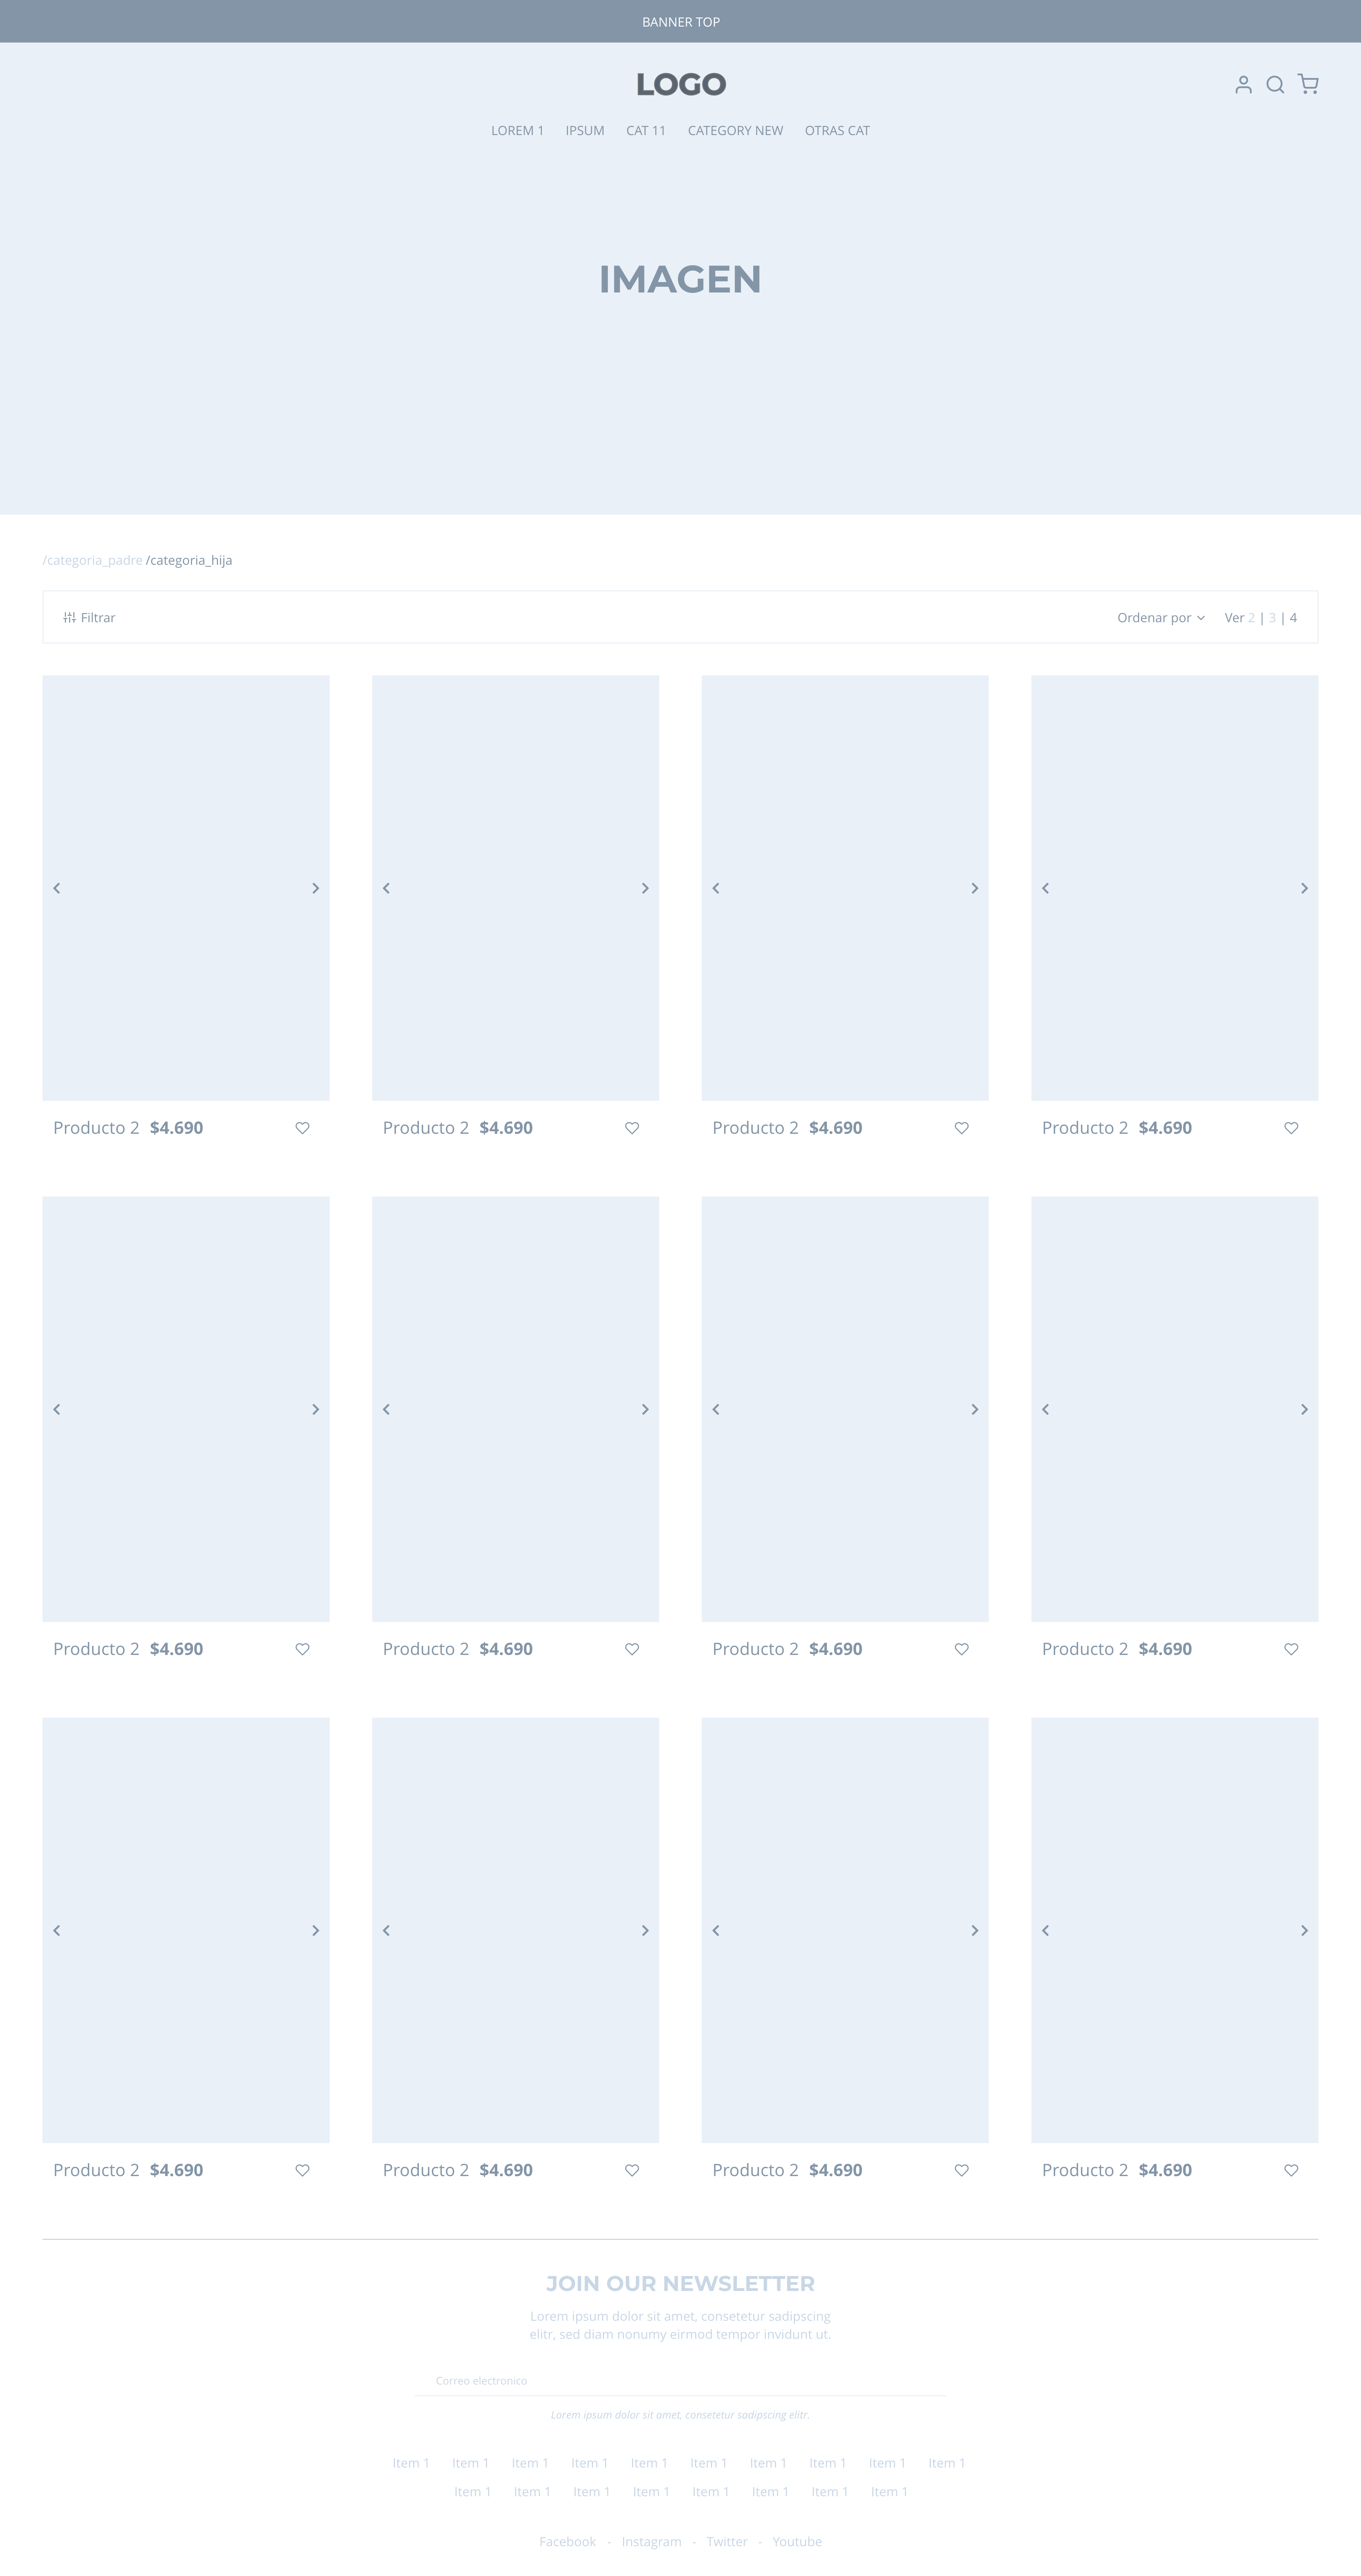 BANNER TOP
LOGO
LOREM 1 IPSUM CAT 11 CATEGORY NEW OTRAS CAT
IMAGEN
/categoria_padre /categoria_hija
Filtrar Ordenar por Ver 2 | 3 | 4
Producto 2 $4.690 Producto 2 $4.690 Producto 2 $4.690 Producto 2 $4.690
Producto 2 $4.690 Producto 2 $4.690 Producto 2 $4.690 Producto 2 $4.690
Producto 2 $4.690 Producto 2 $4.690 Producto 2 $4.690 Producto 2 $4.690
JOIN OUR NEWSLETTER
Lorem ipsum dolor sit amet, consetetur sadipscing
elitr, sed diam nonumy eirmod tempor invidunt ut.
Correo electronico
Lorem ipsum dolor sit amet, consetetur sadipscing elitr.
Item 1 Item 1 Item 1 Item 1 Item 1 Item 1 Item 1 Item 1 Item 1 Item 1
Item 1 Item 1 Item 1 Item 1 Item 1 Item 1 Item 1 Item 1
Facebook - Instagram - Twitter - Youtube